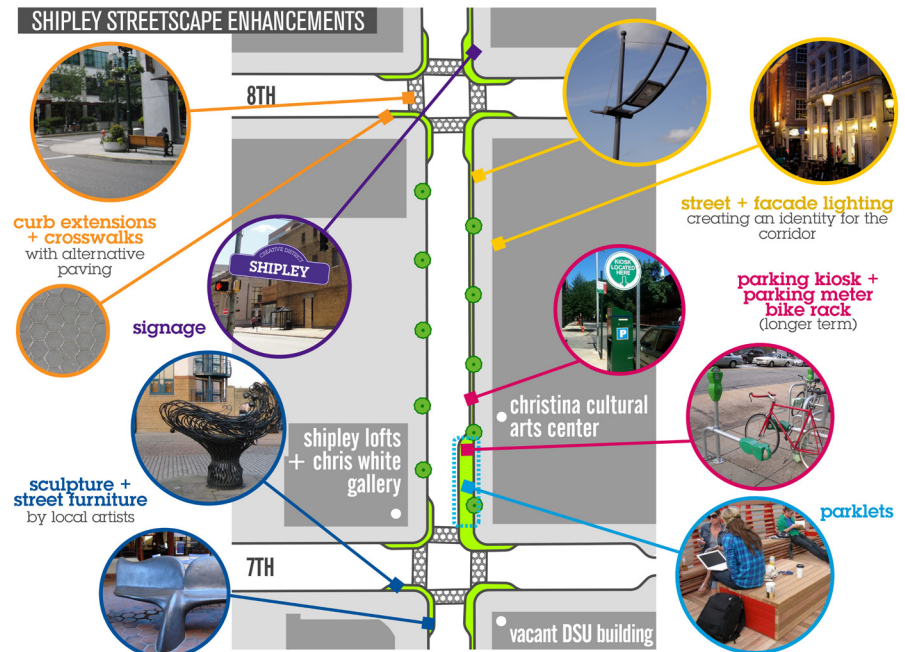 SHIPLEY STREETSCAPE ENHANCEMENTS
8TH
curb extensions
+ crosswalks
with alternative
paving
street + facade lighting
creating an identity for the
corridor
CREATIVE DISTRICT
SHIPLEY
signage
KIOSK
LOCATED
HERE
P
parking kiosk +
parking meter
bike rack
(longer term)
christina cultural
arts center
shipley lofts
+ chris white
gallery
sculpture +
street furniture
by local artists
parklets
7TH
vacant DSU building